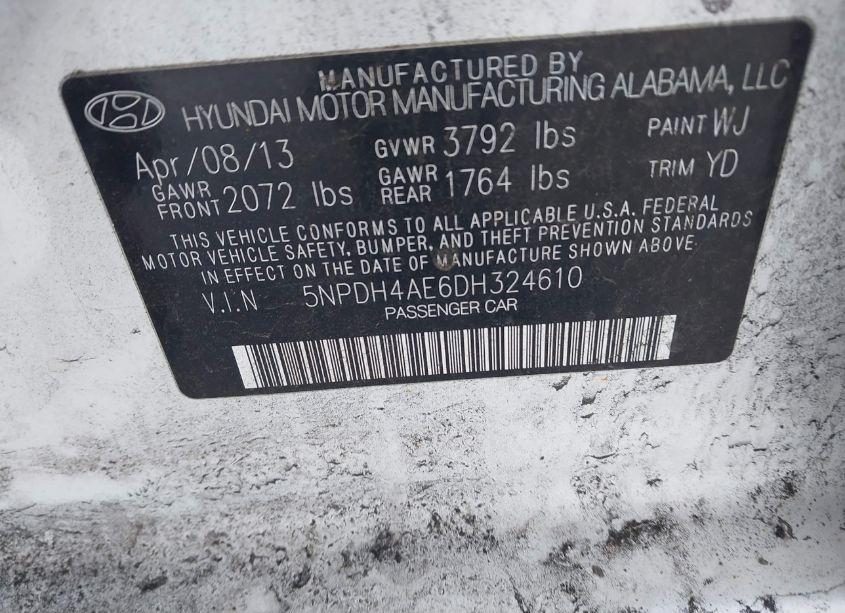 MANUFACTURED BY
HYUNDAI MOTOR MANUFACTURING ALABAMA, LLC
Apr/08/13 GVWR 3792 lbs PAINT WJ
GAWR FRONT 2072 lbs GAWR REAR 1764 lbs TRIM YD
THIS VEHICLE CONFORMS TO ALL APPLICABLE U.S.A. FEDERAL
MOTOR VEHICLE SAFETY, BUMPER, AND THEFT PREVENTION STANDARDS
IN EFFECT ON THE DATE OF MANUFACTURE SHOWN ABOVE.
V.I.N 5NPDH4AE6DH324610
PASSENGER CAR